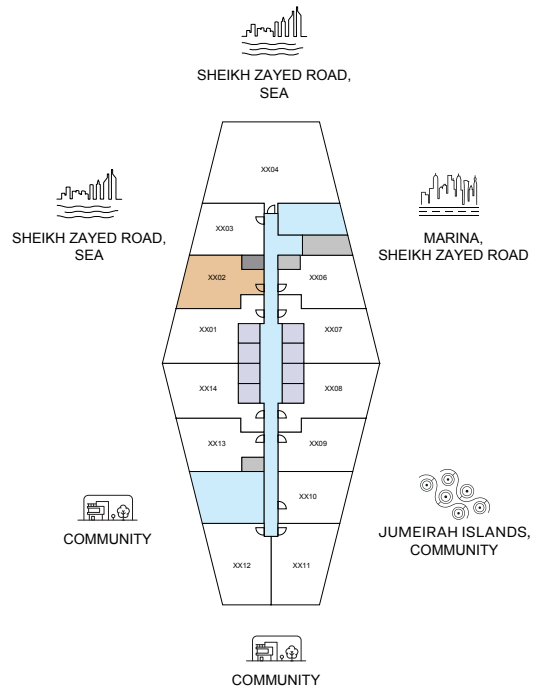 SHEIKH ZAYED ROAD,
SEA
XX04
SHEIKH ZAYED ROAD,
SEA
XX03
MARINA,
SHEIKH ZAYED ROAD
XX02
XX06
XX01
XX07
XX14
XX08
XX13
XX09
XX10
COMMUNITY
JUMEIRAH ISLANDS,
COMMUNITY
XX12
XX11
COMMUNITY